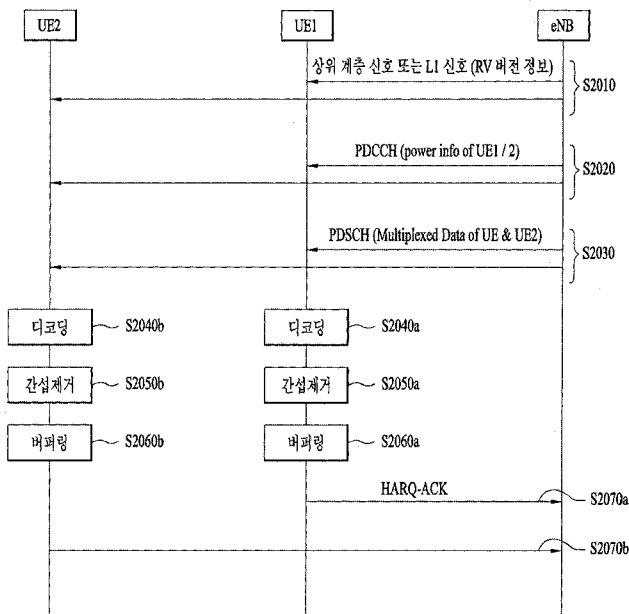 UE2 UE1 eNB
상위 계층 신호 또는 L1 신호 (RV 버전 정보)
S2010
PDCCH (power info of UE1 / 2)
S2020
PDSCH (Multiplexed Data of UE & UE2)
S2030
디코딩 S2040b 디코딩 S2040a
간섭제거 S2050b 간섭제거 S2050a
버퍼링 S2060b 버퍼링 S2060a
HARQ-ACK
S2070a
S2070b